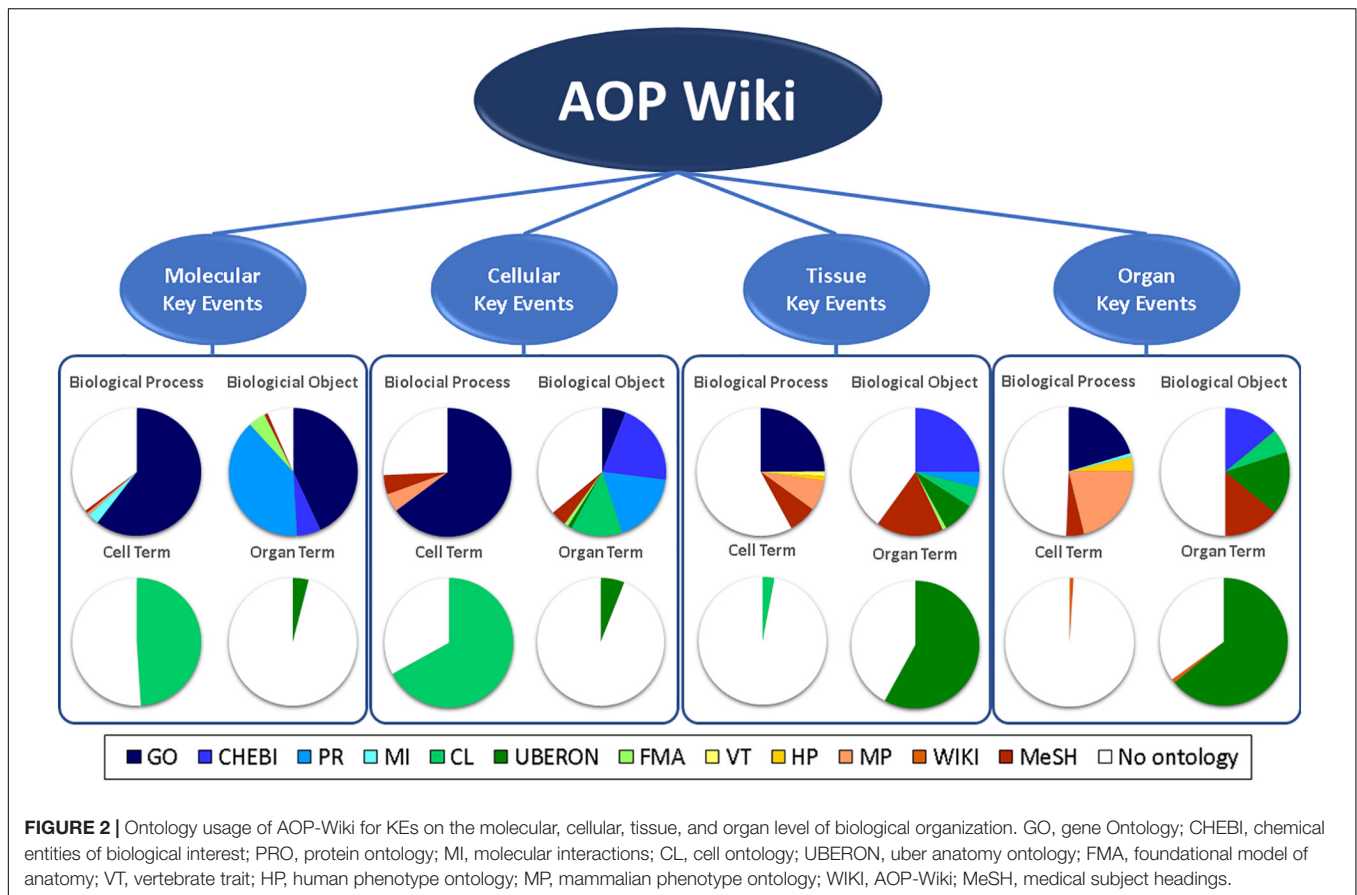 AOP Wiki
Molecular
Key Events
Cellular
Key Events
Tissue
Key Events
Organ
Key Events
Biological Process
Biologicial Object
Cell Term
Organ Term
Biolocial Process
Biological Object
Cell Term
Organ Term
Biological Process
Biological Object
Cell Term
Organ Term
Biological Process
Biological Object
Cell Term
Organ Term
GO CHEBI PR MI CL UBERON FMA VT HP MP WIKI MeSH No ontology
FIGURE 2 | Ontology usage of AOP-Wiki for KEs on the molecular, cellular, tissue, and organ level of biological organization. GO, gene Ontology; CHEBI, chemical
entities of biological interest; PRO, protein ontology; MI, molecular interactions; CL, cell ontology; UBERON, uber anatomy ontology; FMA, foundational model of
anatomy; VT, vertebrate trait; HP, human phenotype ontology; MP, mammalian phenotype ontology; WIKI, AOP-Wiki; MeSH, medical subject headings.